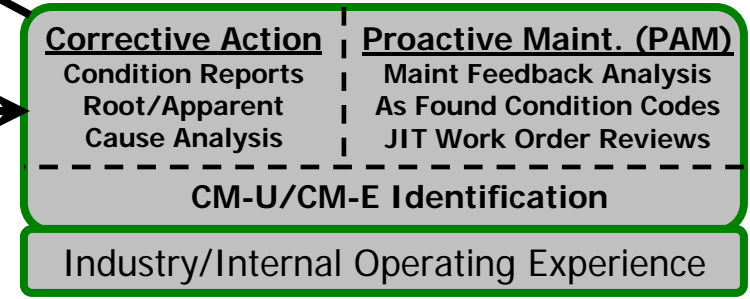 Corrective Action
Condition Reports
Root/Apparent
Cause Analysis
Proactive Maint. (PAM)
Maint Feedback Analysis
As Found Condition Codes
JIT Work Order Reviews
CM-U/CM-E Identification
Industry/Internal Operating Experience